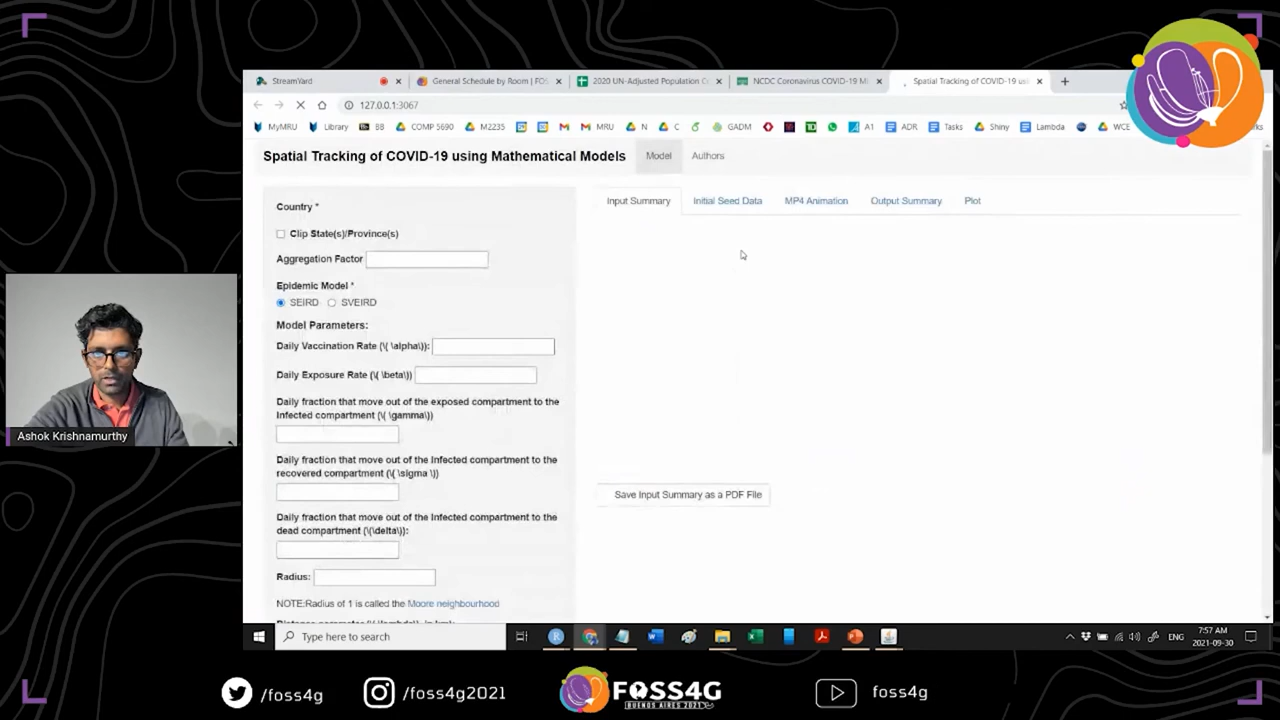 StreamYard
General Schedule by Room | FOS
2020 UN-Adjusted Population C
NCDC Coronavirus COVID-19 Mi
Spatial Tracking of COVID-19 usin
127.0.0.1:3067
MyMRU
Library
BB
COMP 5690
M2235
M
MRU
N
C
GADM
A1
ADR
Tasks
Shiny
Lambda
WCE
Spatial Tracking of COVID-19 using Mathematical Models
Model
Authors
Country *
Clip State(s)/Province(s)
Aggregation Factor
Epidemic Model *
SEIRD
SVEIRD
Model Parameters:
Daily Vaccination Rate (\( \alpha\)):
Daily Exposure Rate (\( \beta\))
Daily fraction that move out of the exposed compartment to the
Infected compartment (\( \gamma\))
Daily fraction that move out of the Infected compartment to the
recovered compartment (\( \sigma \))
Daily fraction that move out of the Infected compartment to the
dead compartment (\(\delta\)):
Radius:
NOTE:Radius of 1 is called the Moore neighbourhood
Input Summary
Initial Seed Data
MP4 Animation
Output Summary
Plot
Save Input Summary as a PDF File
Ashok Krishnamurthy
Type here to search
ENG
7:57 AM
2021-09-30
/foss4g
/foss4g2021
FOSS4G
BUENOS AIRES 2021
foss4g